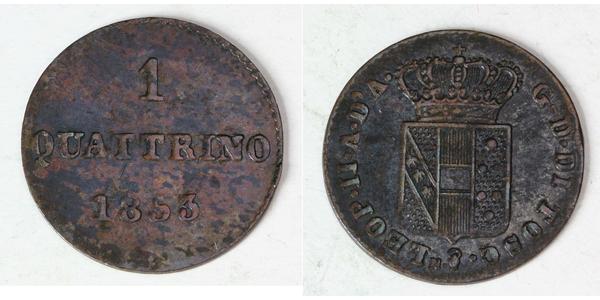 1
QUATTRINO
1853
LEOP·II·A·D'A· G·D·DI TOSC·